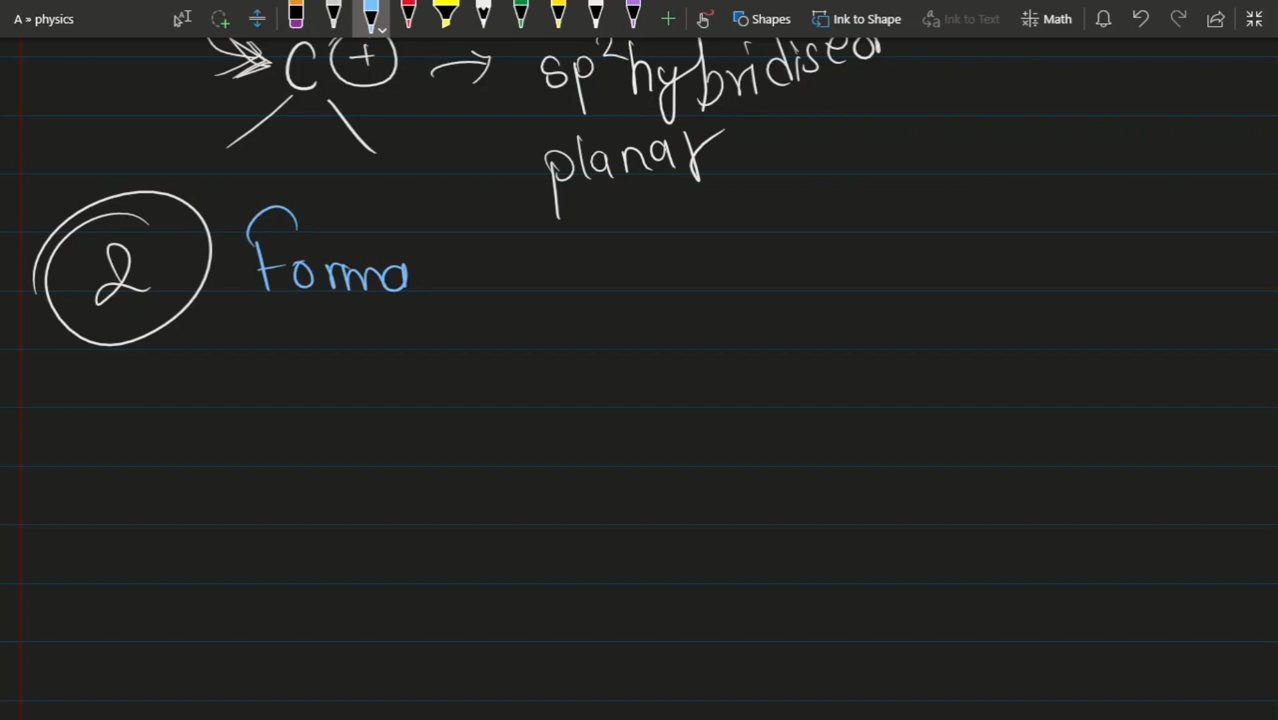 A » physics
Shapes Ink to Shape Ink to Text Math
C + → sp² hybridised
planar
2 Forma